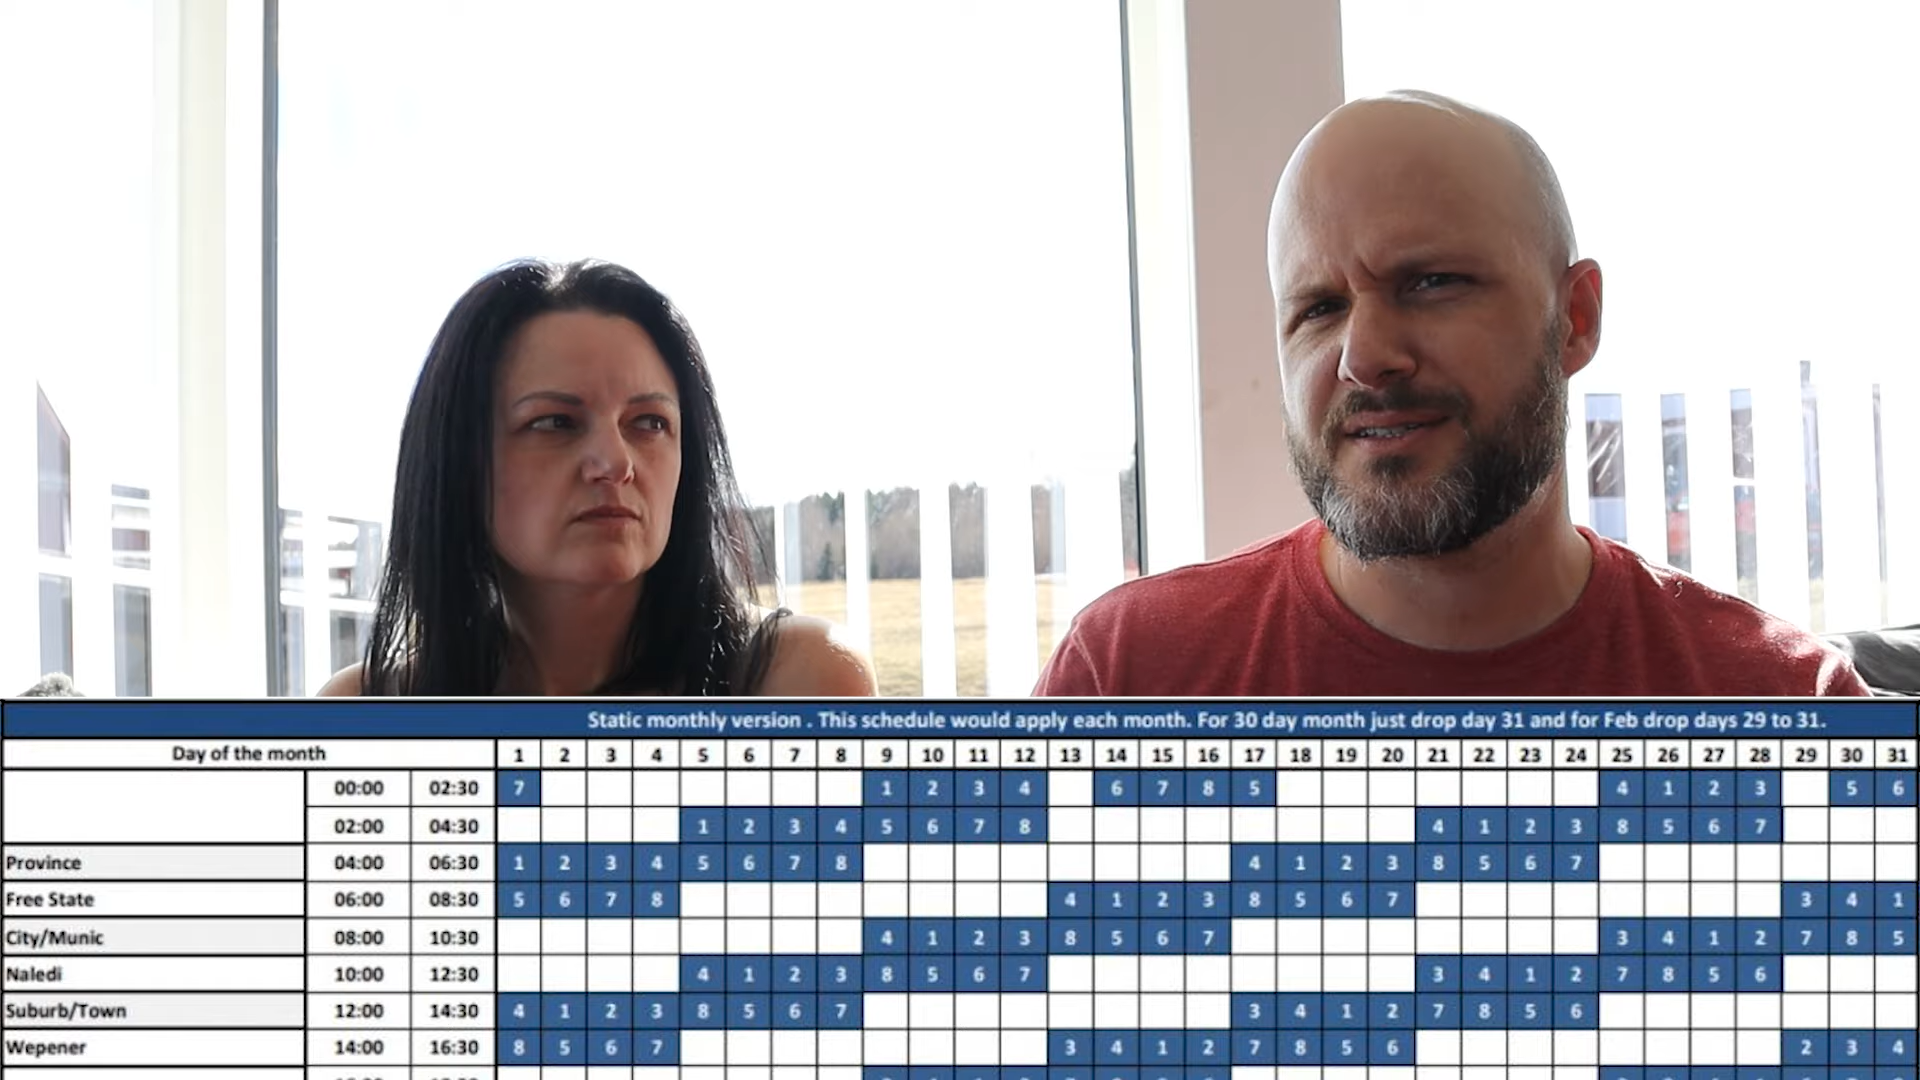 Static monthly version . This schedule would apply each month. For 30 day month just drop day 31 and for Feb drop days 29 to 31.
Day of the month 1 2 3 4 5 6 7 8 9 10 11 12 13 14 15 16 17 18 19 20 21 22 23 24 25 26 27 28 29 30 31
00:00 02:30 7 1 2 3 4 6 7 8 5 4 1 2 3 5 6
02:00 04:30 1 2 3 4 5 6 7 8 4 1 2 3 8 5 6 7
Province 04:00 06:30 1 2 3 4 5 6 7 8 4 1 2 3 8 5 6 7
Free State 06:00 08:30 5 6 7 8 4 1 2 3 8 5 6 7 3 4 1
City/Munic 08:00 10:30 4 1 2 3 8 5 6 7 3 4 1 2 7 8 5
Naledi 10:00 12:30 4 1 2 3 8 5 6 7 3 4 1 2 7 8 5 6
Suburb/Town 12:00 14:30 4 1 2 3 8 5 6 7 3 4 1 2 7 8 5 6
Wepener 14:00 16:30 8 5 6 7 3 4 1 2 7 8 5 6 2 3 4